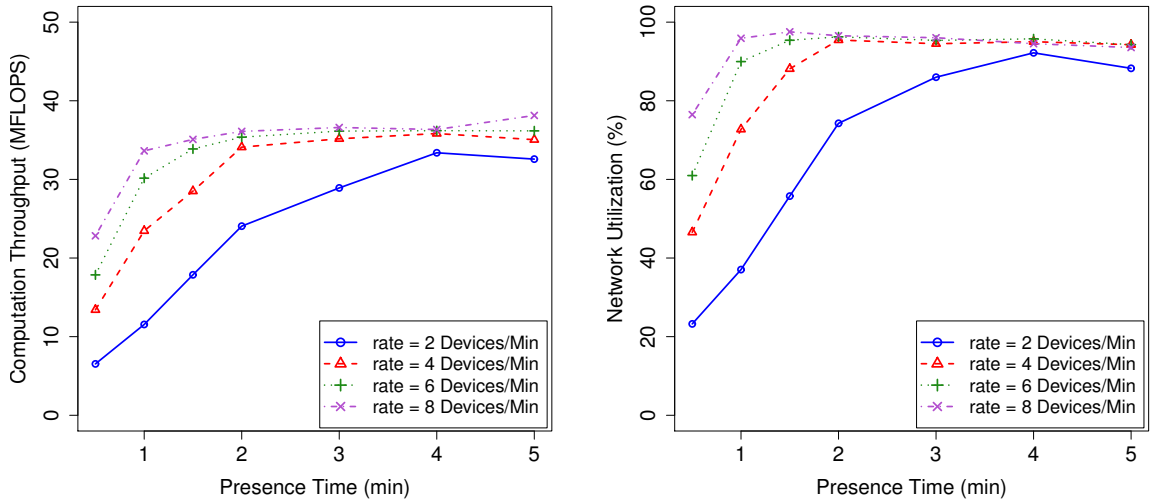 Computation Throughput (MFLOPS)
50
40
30
20
10
0
rate = 2 Devices/Min
rate = 4 Devices/Min
rate = 6 Devices/Min
rate = 8 Devices/Min
1 2 3 4 5
Presence Time (min)
Network Utilization (%)
100
80
60
40
20
0
rate = 2 Devices/Min
rate = 4 Devices/Min
rate = 6 Devices/Min
rate = 8 Devices/Min
1 2 3 4 5
Presence Time (min)